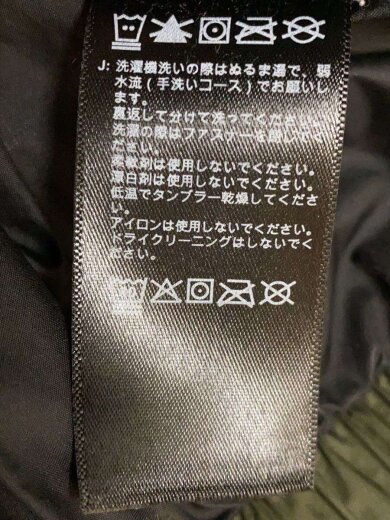 J: 洗濯機洗いの際はぬるま湯で、弱
水流（手洗いコース）でお願いし
ます。
裏返して分けて洗ってください。
洗濯の際はファスナーを閉じてく
ださい。
柔軟剤は使用しないでください。
漂白剤は使用しないでください。
低温でタンブラー乾燥してくださ
い。
アイロンは使用しないでください。
ドライクリーニングはしないでくださ
い。